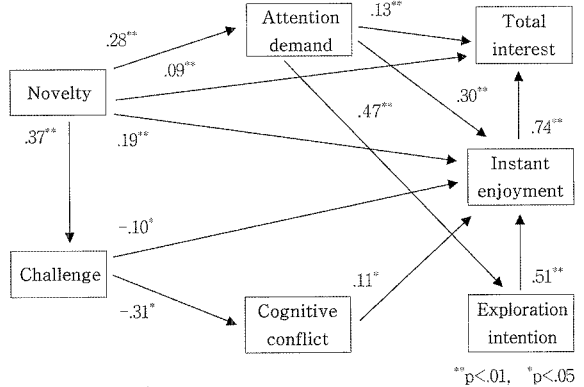 Attention
demand
.13**
Total
interest
.28**
.09**
Novelty
.47**
.30**
.37**
.19**
.74**
Instant
enjoyment
-.10*
Challenge
.11*
.51**
-.31*
Cognitive
conflict
Exploration
intention
**p<.01, *p<.05